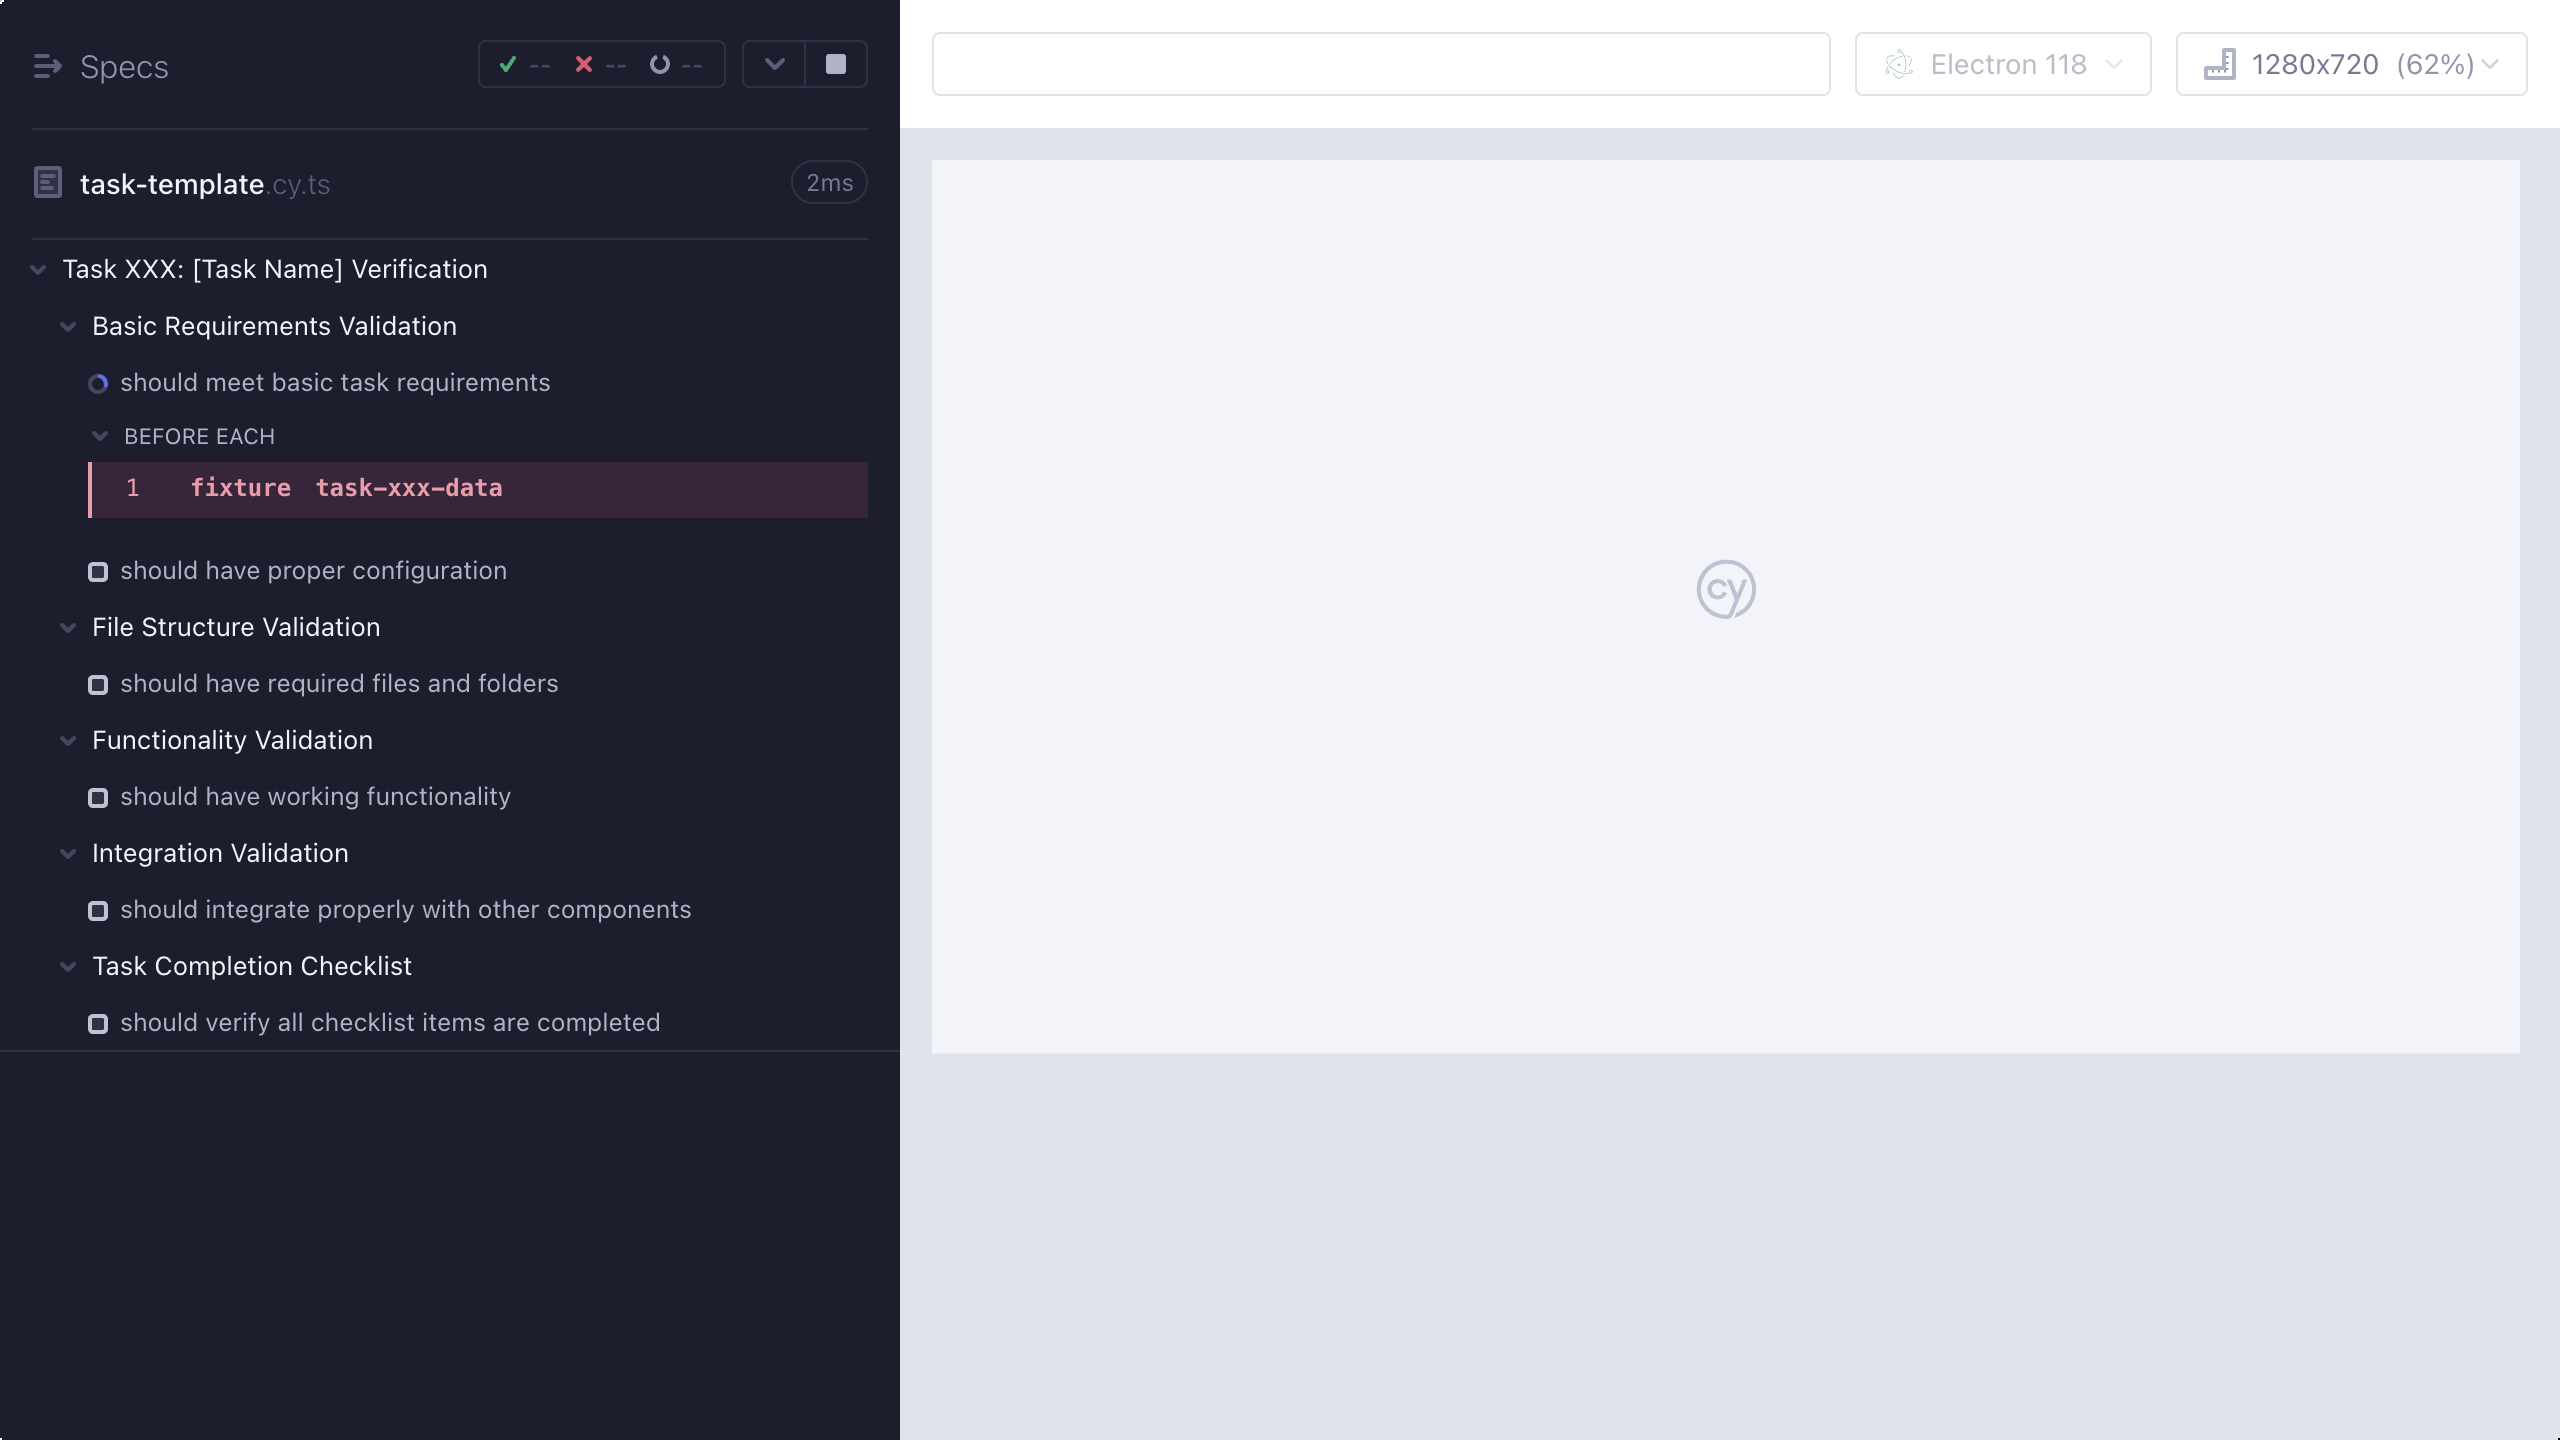 Specs -- -- --
task-template.cy.ts 2ms
Task XXX: [Task Name] Verification
Basic Requirements Validation
should meet basic task requirements
BEFORE EACH
1 fixture task-xxx-data
should have proper configuration
File Structure Validation
should have required files and folders
Functionality Validation
should have working functionality
Integration Validation
should integrate properly with other components
Task Completion Checklist
should verify all checklist items are completed
Electron 118
1280x720 (62%)
cy